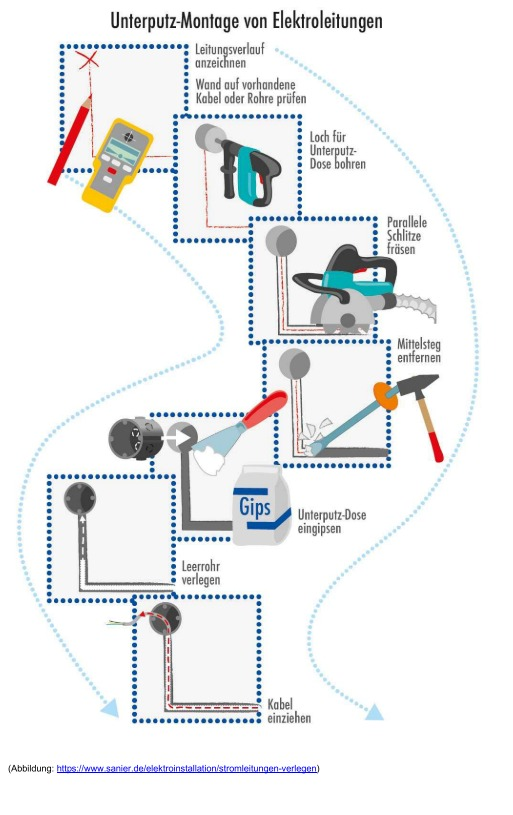 Unterputz-Montage von Elektroleitungen
Leitungsverlauf
anzeichnen
Wand auf vorhandene
Kabel oder Rohre prüfen
Loch für
Unterputz-
Dose bohren
Parallele
Schlitze
fräsen
Mittelsteg
entfernen
Gips
Unterputz-Dose
eingipsen
Leerrohr
verlegen
Kabel
einziehen
(Abbildung: https://www.sanier.de/elektroinstallation/stromleitungen-verlegen)